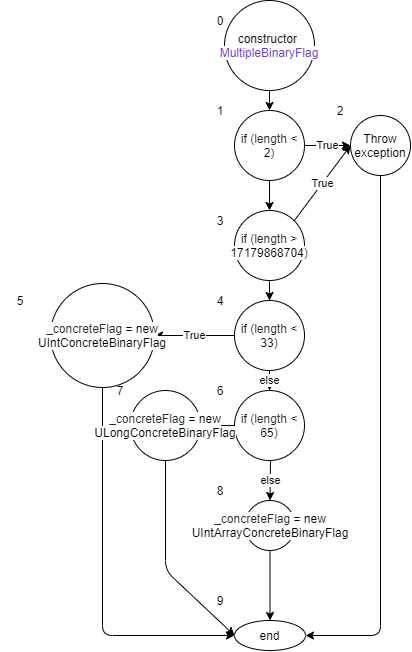 0
constructor
MultipleBinaryFlag
1
2
if (length <
2)
True
Throw
exception
True
3
if (length >
17179868704)
5
4
_concreteFlag = new
UIntConcreteBinaryFlag
True
if (length <
33)
else
7
6
_concreteFlag = new
ULongConcreteBinaryFlag
if (length <
65)
else
8
_concreteFlag = new
UIntArrayConcreteBinaryFlag
9
end